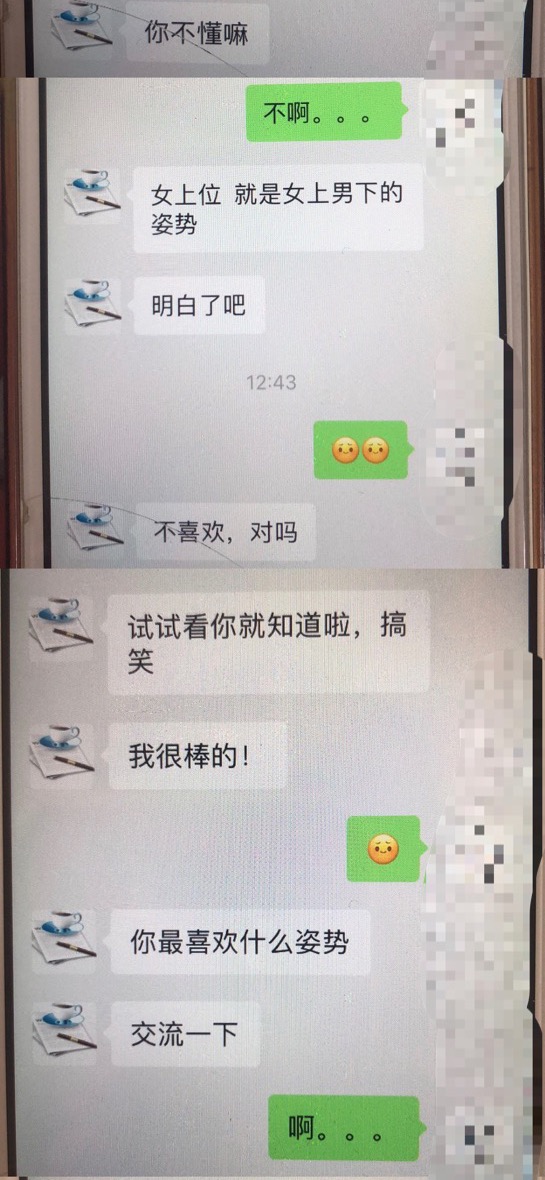 你不懂嘛
不啊。。。
女上位 就是女上男下的
姿势
明白了吧
12:43
不喜欢，对吗
试试看你就知道啦，搞
笑
我很棒的！
你最喜欢什么姿势
交流一下
啊。。。